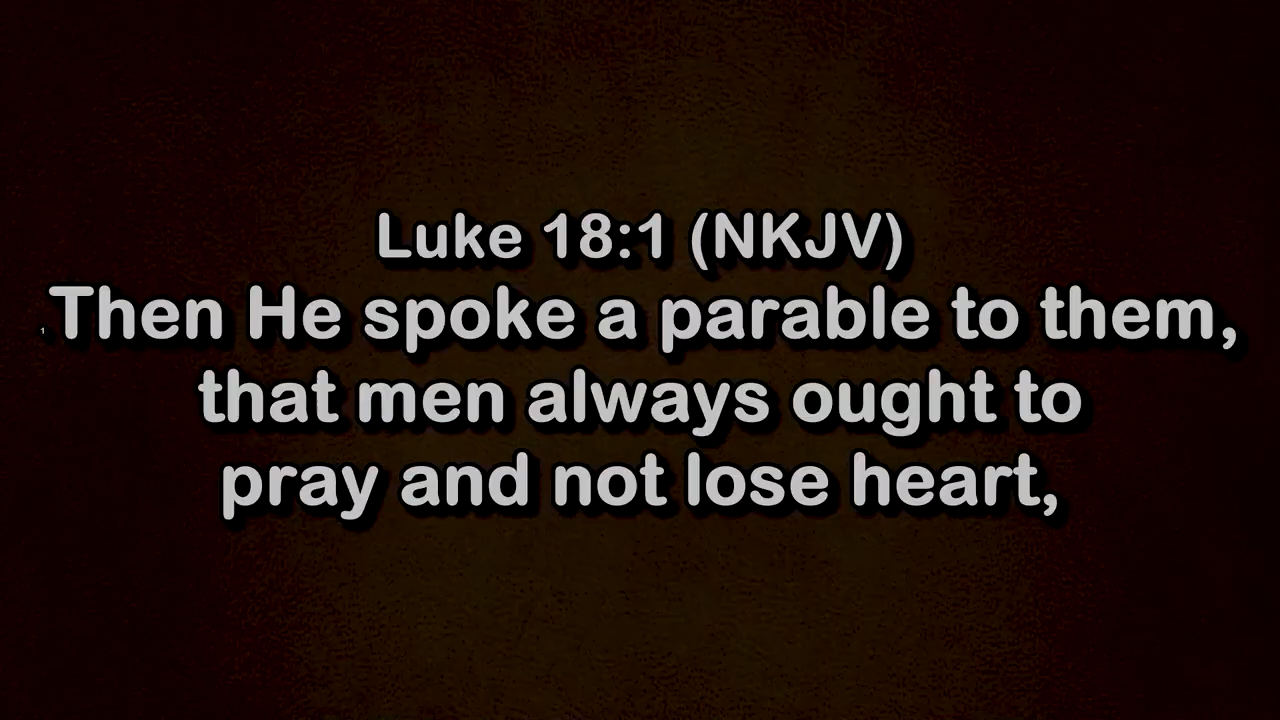 Luke 18:1 (NKJV)
1 Then He spoke a parable to them,
that men always ought to
pray and not lose heart,